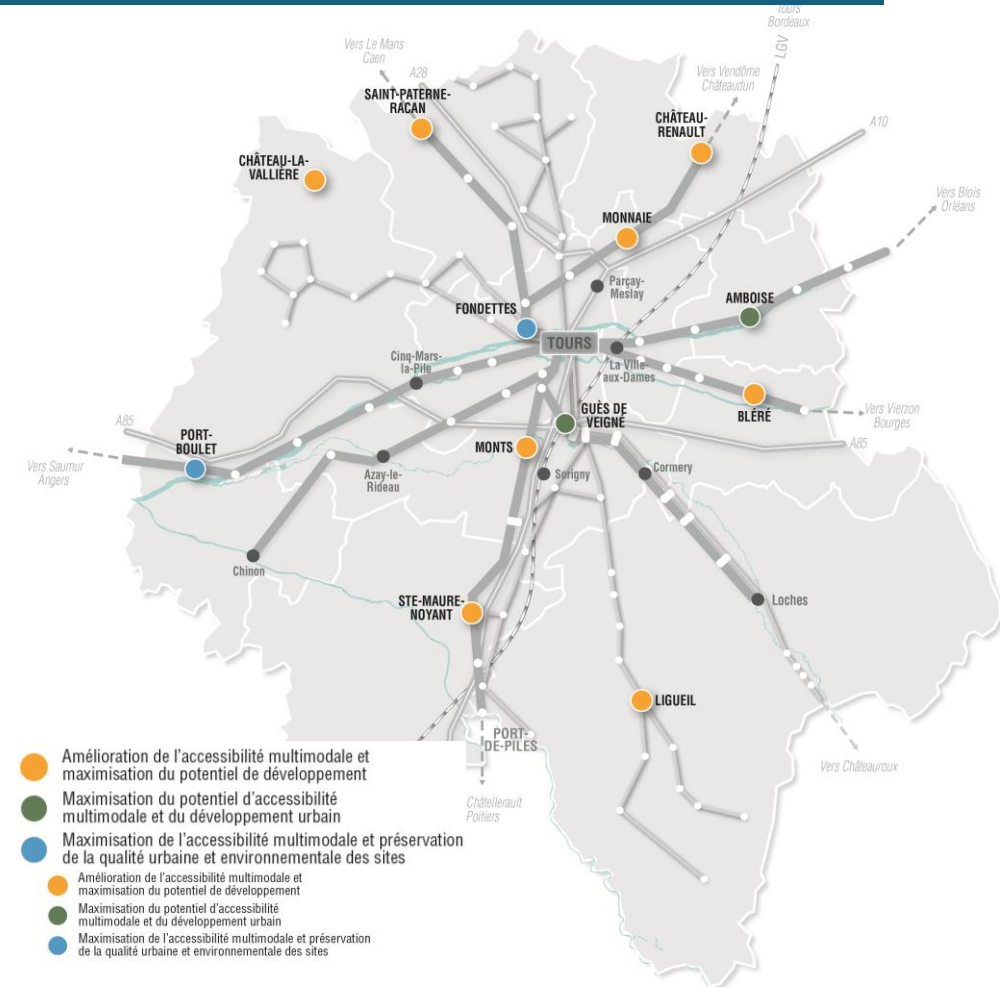 Tours
Bordeaux
LGV
Vers Le Mans
Caen
A28
Vers Vendôme
Châteaudun
SAINT-PATERNE-
RACAN
CHÂTEAU-
RENAULT
A10
CHÂTEAU-LA-
VALLIÈRE
Vers Blois
Orléans
MONNAIE
Parçay-
Meslay
AMBOISE
FONDETTES
TOURS
Cinq-Mars-
la-Pile
La Ville-
aux-Dames
BLÉRÉ
Vers Vierzon
Bourges
A85
GUÈS DE
VEIGNÉ
A85
PORT-
BOULET
MONTS
Vers Saumur
Angers
Azay-le-
Rideau
Sorigny
Cormery
Chinon
STE-MAURE-
NOYANT
Loches
LIGUEIL
PORT-
DE-PILES
Vers Châteauroux
Châtellerault
Poitiers
Amélioration de l'accessibilité multimodale et
maximisation du potentiel de développement
Maximisation du potentiel d'accessibilité
multimodale et du développement urbain
Maximisation de l'accessibilité multimodale et préservation
de la qualité urbaine et environnementale des sites
Amélioration de l'accessibilité multimodale et
maximisation du potentiel de développement
Maximisation du potentiel d'accessibilité
multimodale et du développement urbain
Maximisation de l'accessibilité multimodale et préservation
de la qualité urbaine et environnementale des sites